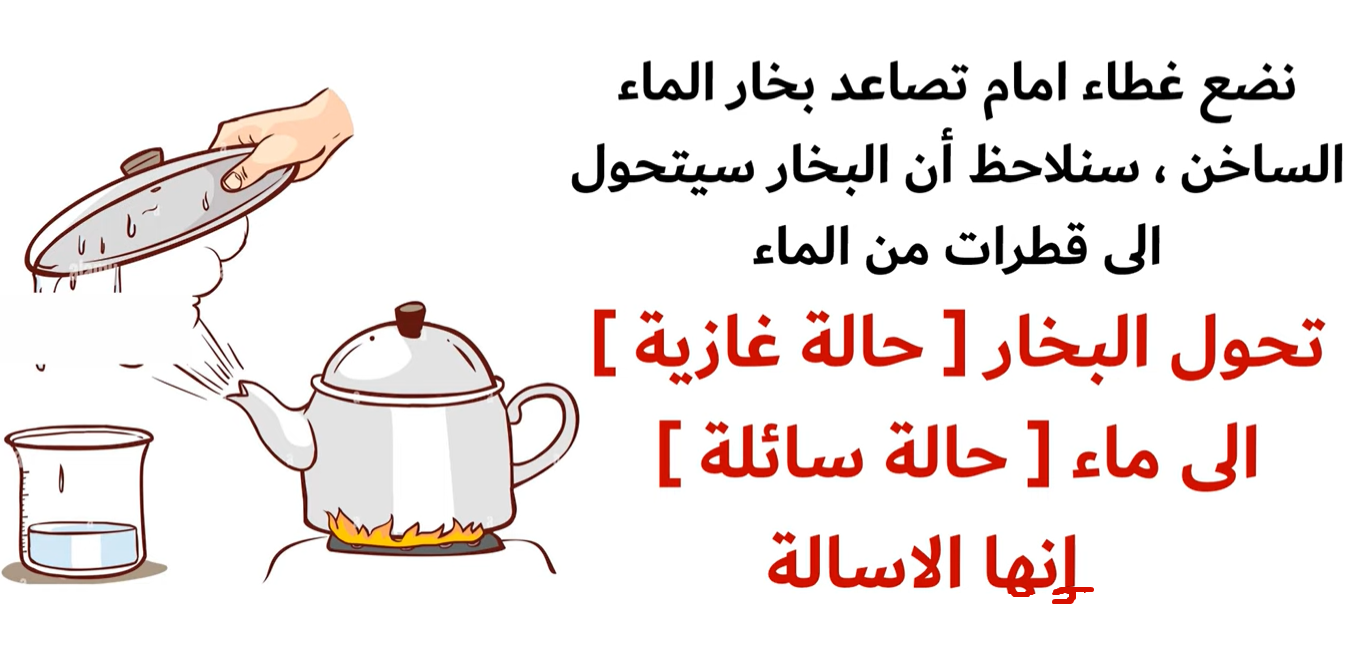 نضع غطاء امام تصاعد بخار الماء
الساخن ، سنلاحظ أن البخار سيتحول
الى قطرات من الماء
تحول البخار [ حالة غازية ]
الى ماء [ حالة سائلة ]
إنها الاسالة